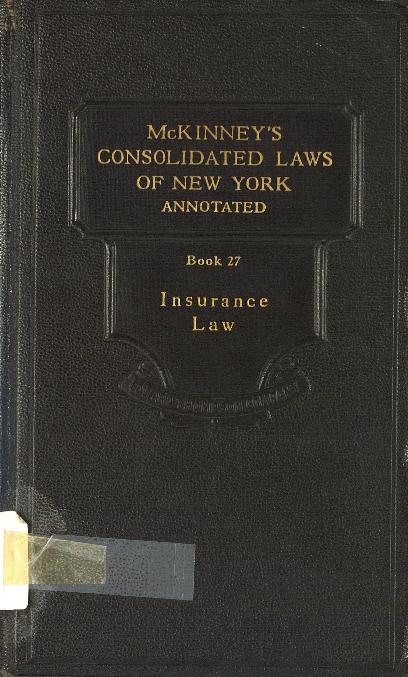 McKINNEY'S
CONSOLIDATED LAWS
OF NEW YORK
ANNOTATED
Book 27
Insurance
Law